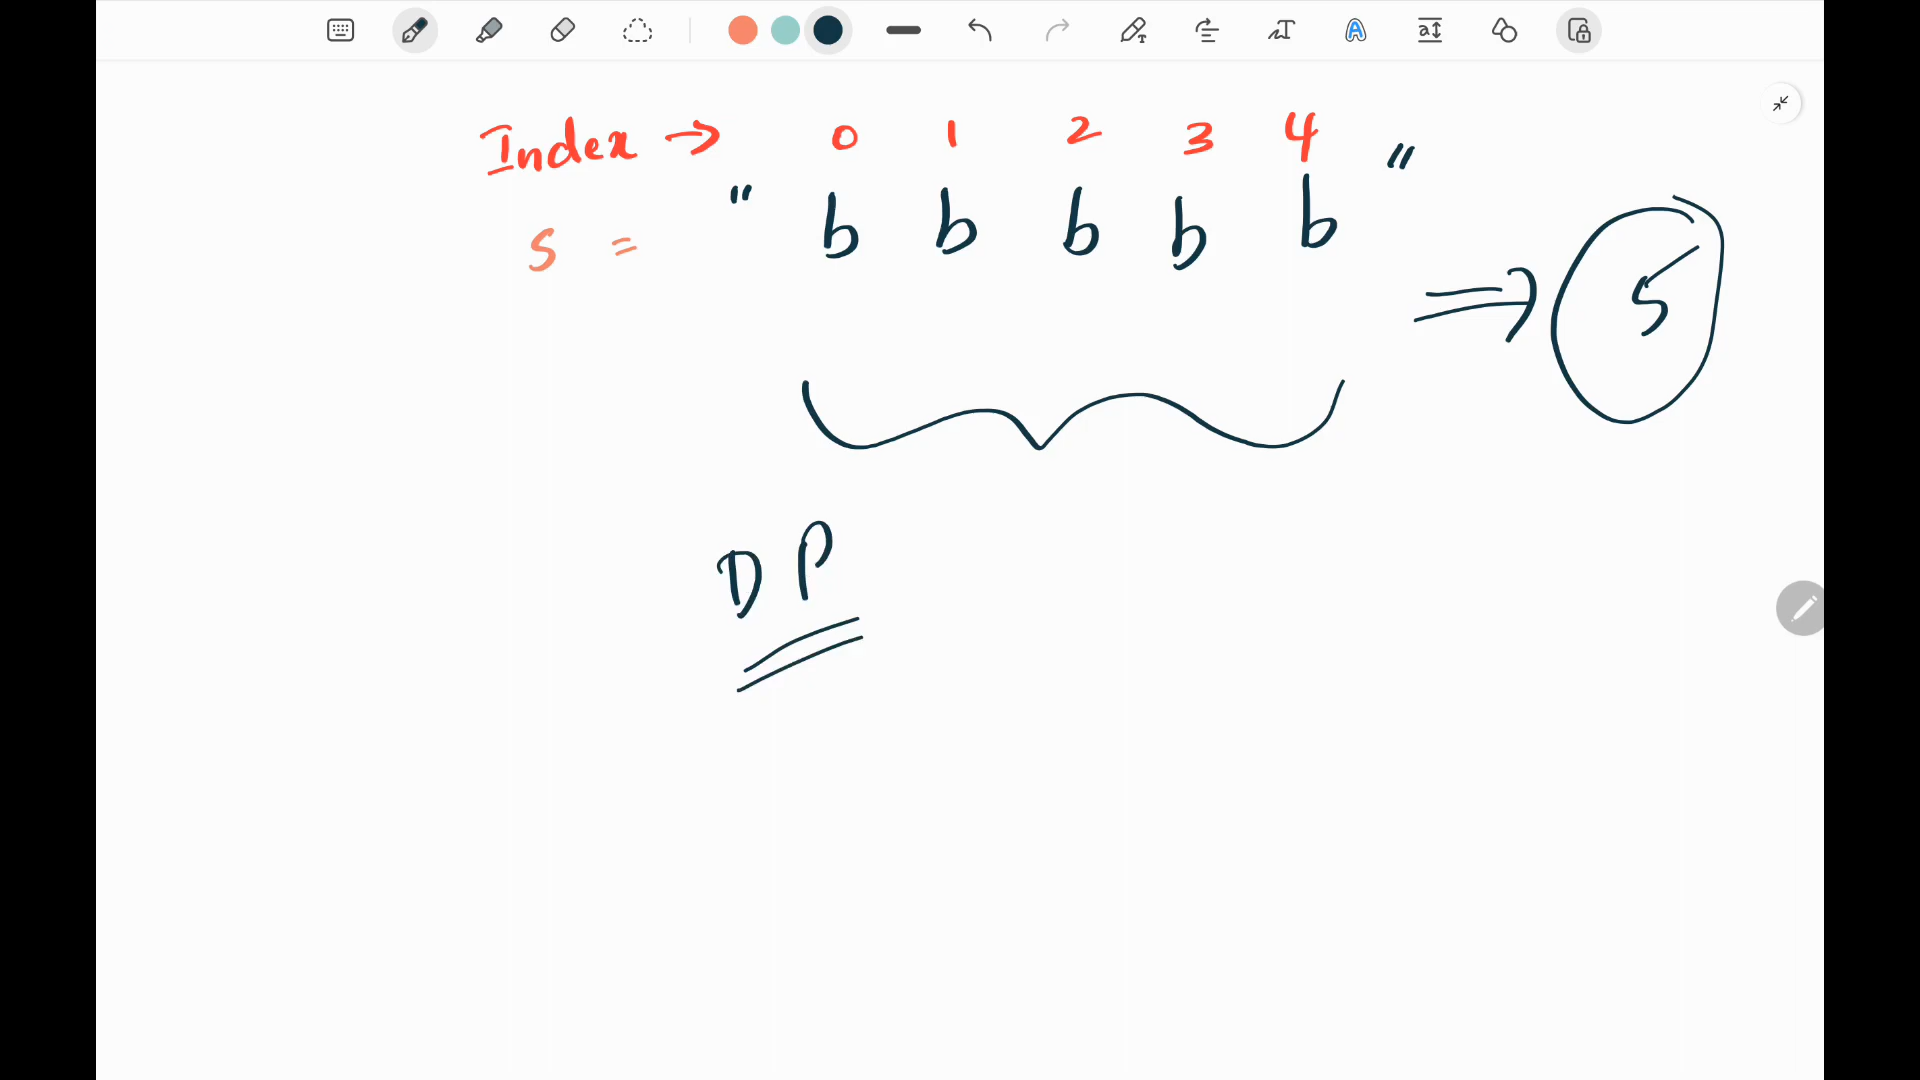 Index → 0 1 2 3 4
s = " b b b b b "
⇒ 5
DP